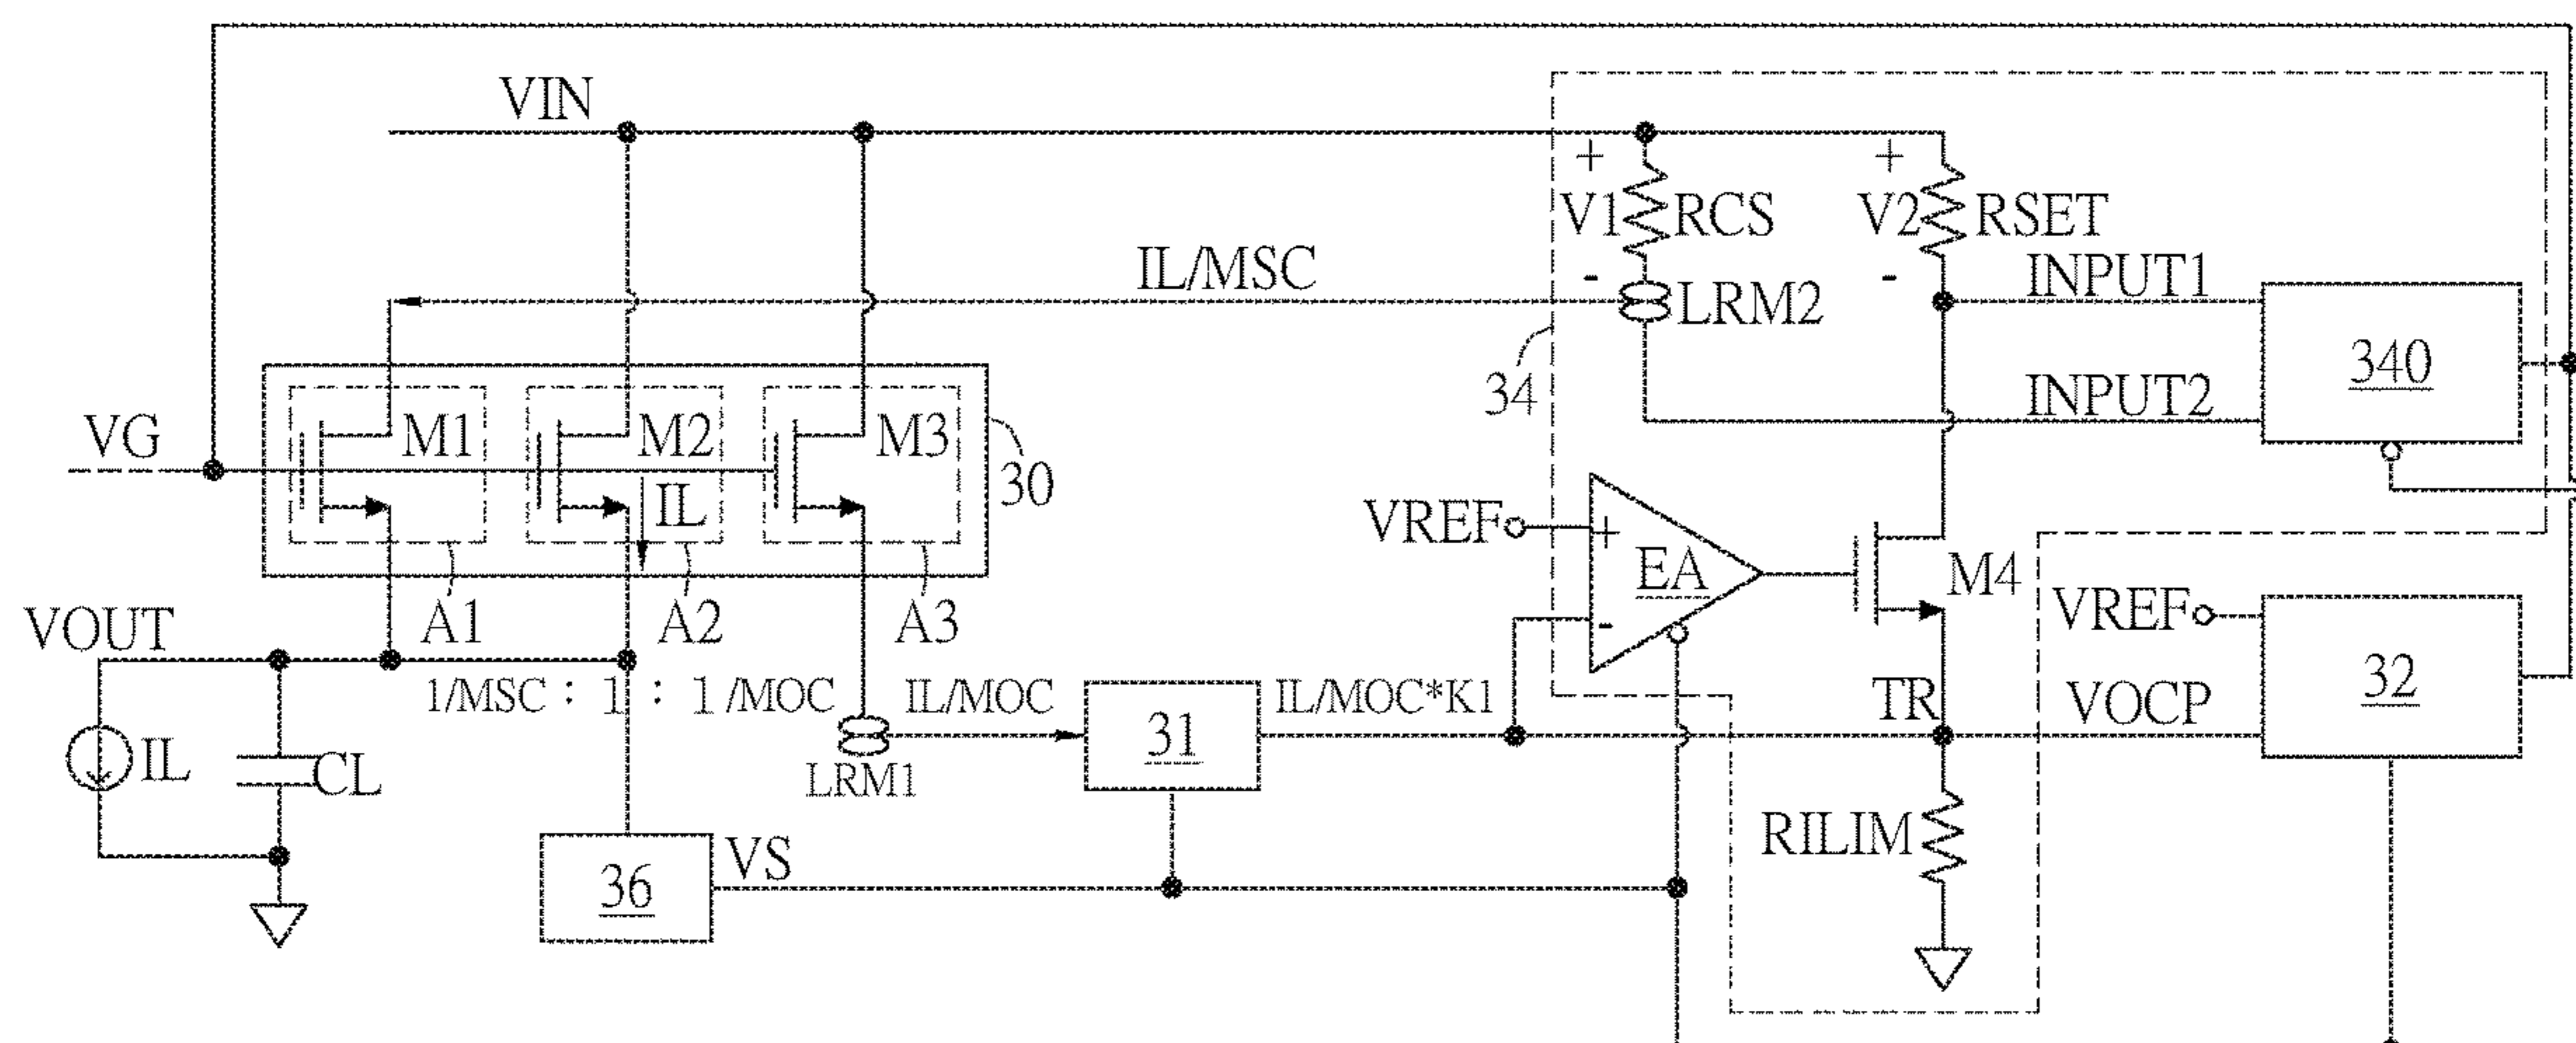 VIN
+
V1
-
RCS
+
V2
-
RSET
IL/MSC
LRM2
INPUT1
INPUT2
340
34
VG
M1
M2
M3
30
IL
A1
A2
A3
VREF
+
-
EA
M4
VREF
32
VOUT
1/MSC : 1 : 1/MOC
IL/MOC
IL/MOC*K1
TR
VOCP
IL
CL
LRM1
31
RILIM
36
VS